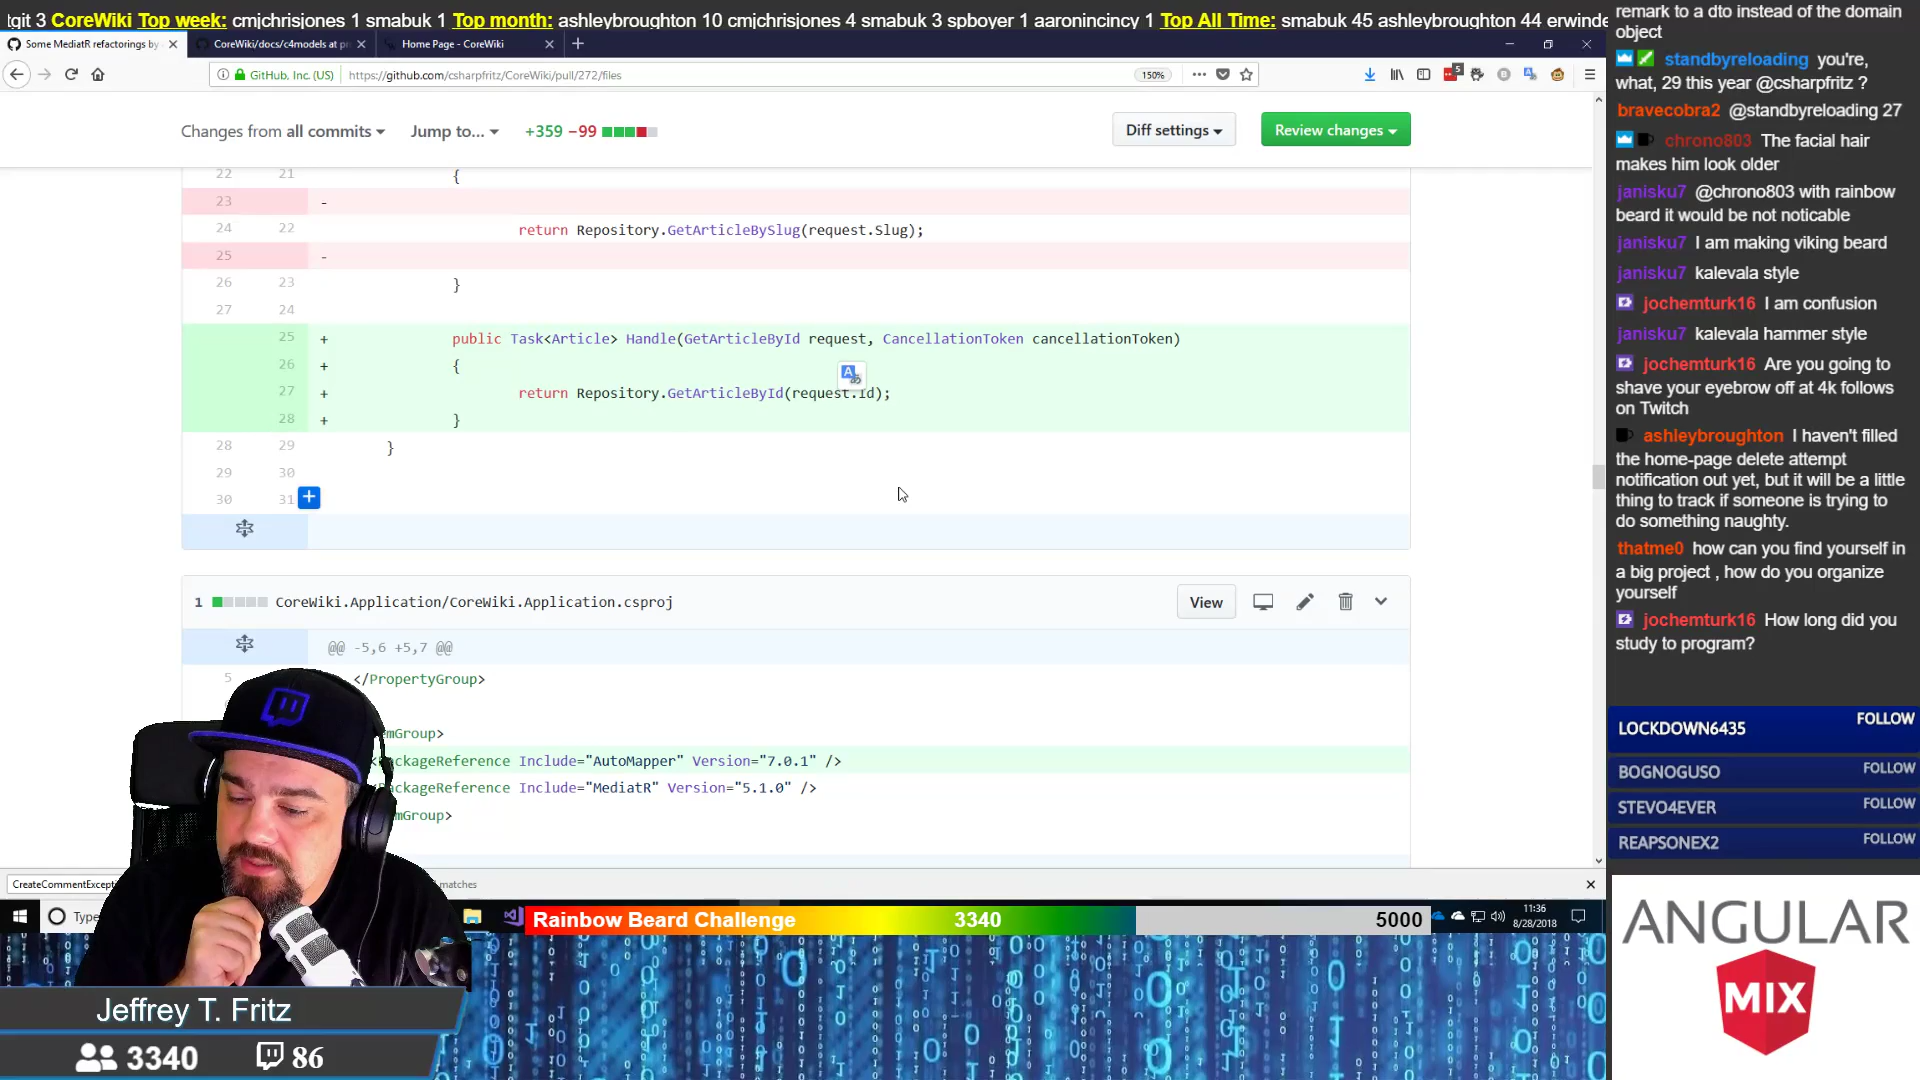 tgit 3 CoreWiki Top week: cmjchrisjones 1 smabuk 1 Top month: ashleybroughton 10 cmjchrisjones 4 smabuk 3 spboyer 1 aaronincincy 1 Top All Time: smabuk 45 ashleybroughton 44 erwinde
Some MediatR refactorings by
CoreWiki/docs/c4models at pr
Home Page - CoreWiki
GitHub, Inc. (US)
https://github.com/csharpfritz/CoreWiki/pull/272/files
150%
5
Changes from all commits
Jump to...
+359 −99
Diff settings
Review changes
22 21 {
23 -
24 22 return Repository.GetArticleBySlug(request.Slug);
25 -
26 23 }
27 24
25 + public Task<Article> Handle(GetArticleById request, CancellationToken cancellationToken)
26 + {
27 + return Repository.GetArticleById(request.Id);
28 + }
28 29 }
29 30
30 31
1 CoreWiki.Application/CoreWiki.Application.csproj
View
@@ -5,6 +5,7 @@
5 </PropertyGroup>
mGroup>
ackageReference Include="AutoMapper" Version="7.0.1" />
ackageReference Include="MediatR" Version="5.1.0" />
mGroup>
CreateCommentExcept
matches
Type
Rainbow Beard Challenge 3340 5000
11:36
8/28/2018
Jeffrey T. Fritz
3340 86
remark to a dto instead of the domain
object
standbyreloading you're,
what, 29 this year @csharpfritz ?
bravecobra2 @standbyreloading 27
chrono803 The facial hair
makes him look older
janisku7 @chrono803 with rainbow
beard it would be not noticable
janisku7 I am making viking beard
janisku7 kalevala style
jochemturk16 I am confusion
janisku7 kalevala hammer style
jochemturk16 Are you going to
shave your eyebrow off at 4k follows
on Twitch
ashleybroughton I haven't filled
the home-page delete attempt
notification out yet, but it will be a little
thing to track if someone is trying to
do something naughty.
thatme0 how can you find yourself in
a big project , how do you organize
yourself
jochemturk16 How long did you
study to program?
LOCKDOWN6435 FOLLOW
BOGNOGUSO FOLLOW
STEVO4EVER FOLLOW
REAPSONEX2 FOLLOW
ANGULAR
MIX